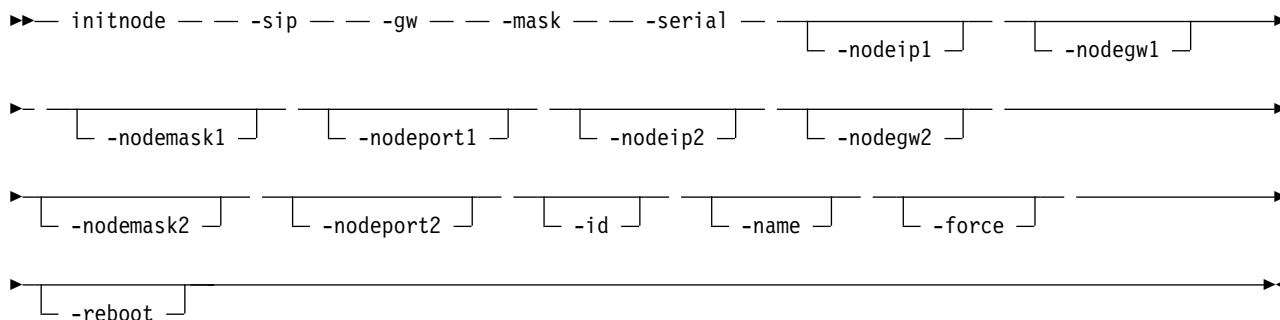 initnode -sip -gw -mask -serial -nodeip1 -nodegw1
-nodemask1 -nodeport1 -nodeip2 -nodegw2
-nodemask2 -nodeport2 -id -name -force
-reboot